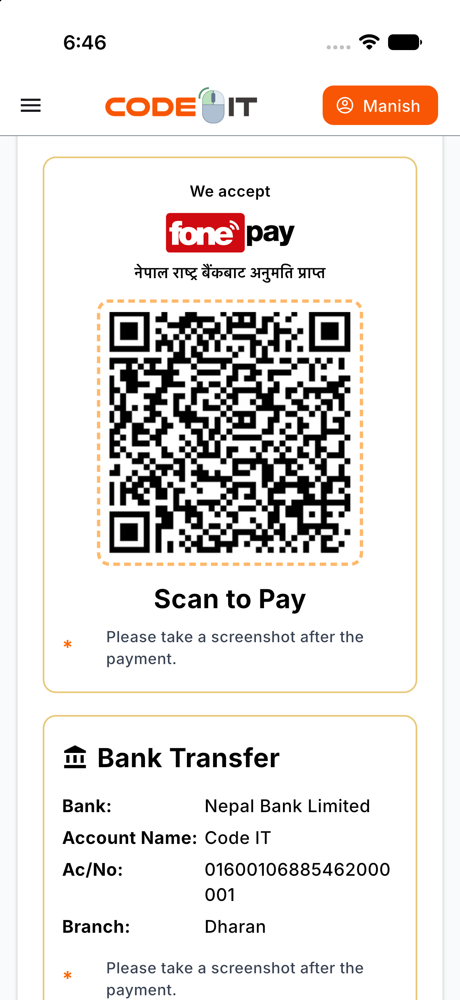 6:46
CODE IT
Manish
We accept
fonepay
नेपाल राष्ट्र बैंकबाट अनुमति प्राप्त
Scan to Pay
* Please take a screenshot after the
payment.
Bank Transfer
Bank: Nepal Bank Limited
Account Name: Code IT
Ac/No: 01600106885462000
001
Branch: Dharan
* Please take a screenshot after the
payment.